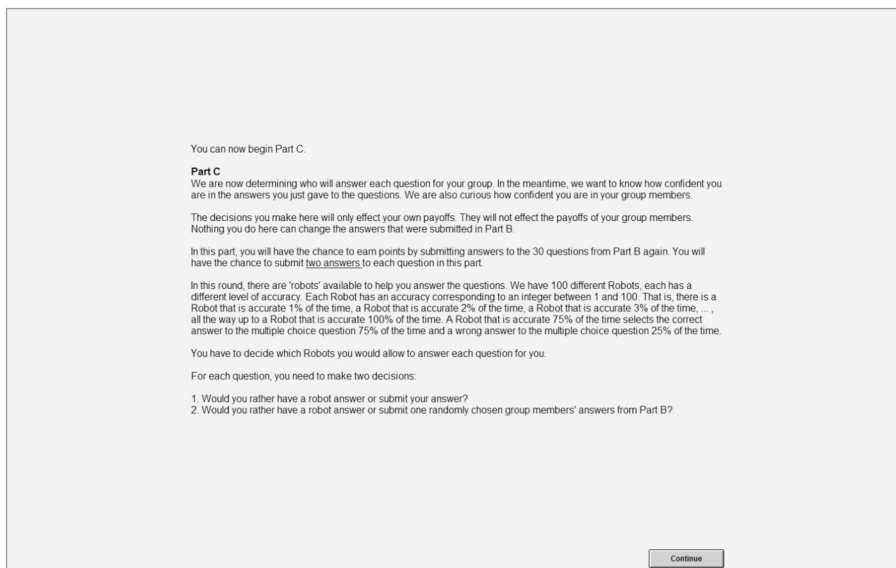 You can now begin Part C.
Part C
We are now determining who will answer each question for your group. In the meantime, we want to know how confident you
are in the answers you just gave to the questions. We are also curious how confident you are in your group members.
The decisions you make here will only effect your own payoffs. They will not effect the payoffs of your group members.
Nothing you do here can change the answers that were submitted in Part B.
In this part, you will have the chance to earn points by submitting answers to the 30 questions from Part B again. You will
have the chance to submit two answers to each question in this part.
In this round, there are 'robots' available to help you answer the questions. We have 100 different Robots, each has a
different level of accuracy. Each Robot has an accuracy corresponding to an integer between 1 and 100. That is, there is a
Robot that is accurate 1% of the time, a Robot that is accurate 2% of the time, a Robot that is accurate 3% of the time, ... ,
all the way up to a Robot that is accurate 100% of the time. A Robot that is accurate 75% of the time selects the correct
answer to the multiple choice question 75% of the time and a wrong answer to the multiple choice question 25% of the time.
You have to decide which Robots you would allow to answer each question for you.
For each question, you need to make two decisions:
1. Would you rather have a robot answer or submit your answer?
2. Would you rather have a robot answer or submit one randomly chosen group members' answers from Part B?
Continue